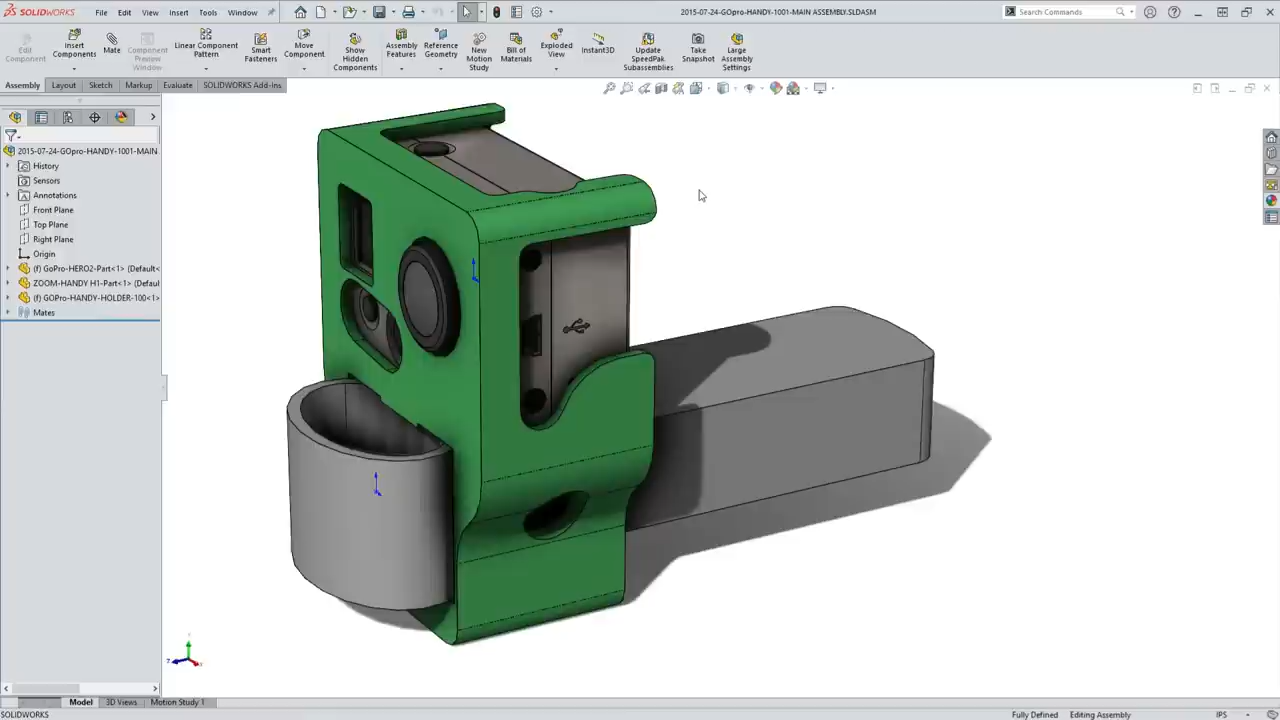 SOLIDWORKS File Edit View Insert Tools Window 2015-07-24-GOpro-HANDY-1001-MAIN ASSEMBLY.SLDASM Search Commands
Edit Component
Insert Components
Mate
Component Preview Window
Linear Component Pattern
Smart Fasteners
Move Component
Show Hidden Components
Assembly Features
Reference Geometry
New Motion Study
Bill of Materials
Exploded View
Instant3D
Update SpeedPak Subassemblies
Take Snapshot
Large Assembly Settings
Assembly Layout Sketch Markup Evaluate SOLIDWORKS Add-Ins
2015-07-24-GOpro-HANDY-1001-MAIN
History
Sensors
Annotations
Front Plane
Top Plane
Right Plane
Origin
(f) GoPro-HERO2-Part<1> (Default<
ZOOM-HANDY H1-Part<1> (Default<
(f) GOPro-HANDY-HOLDER-100<1>
Mates
Model 3D Views Motion Study 1
SOLIDWORKS Fully Defined Editing Assembly IPS